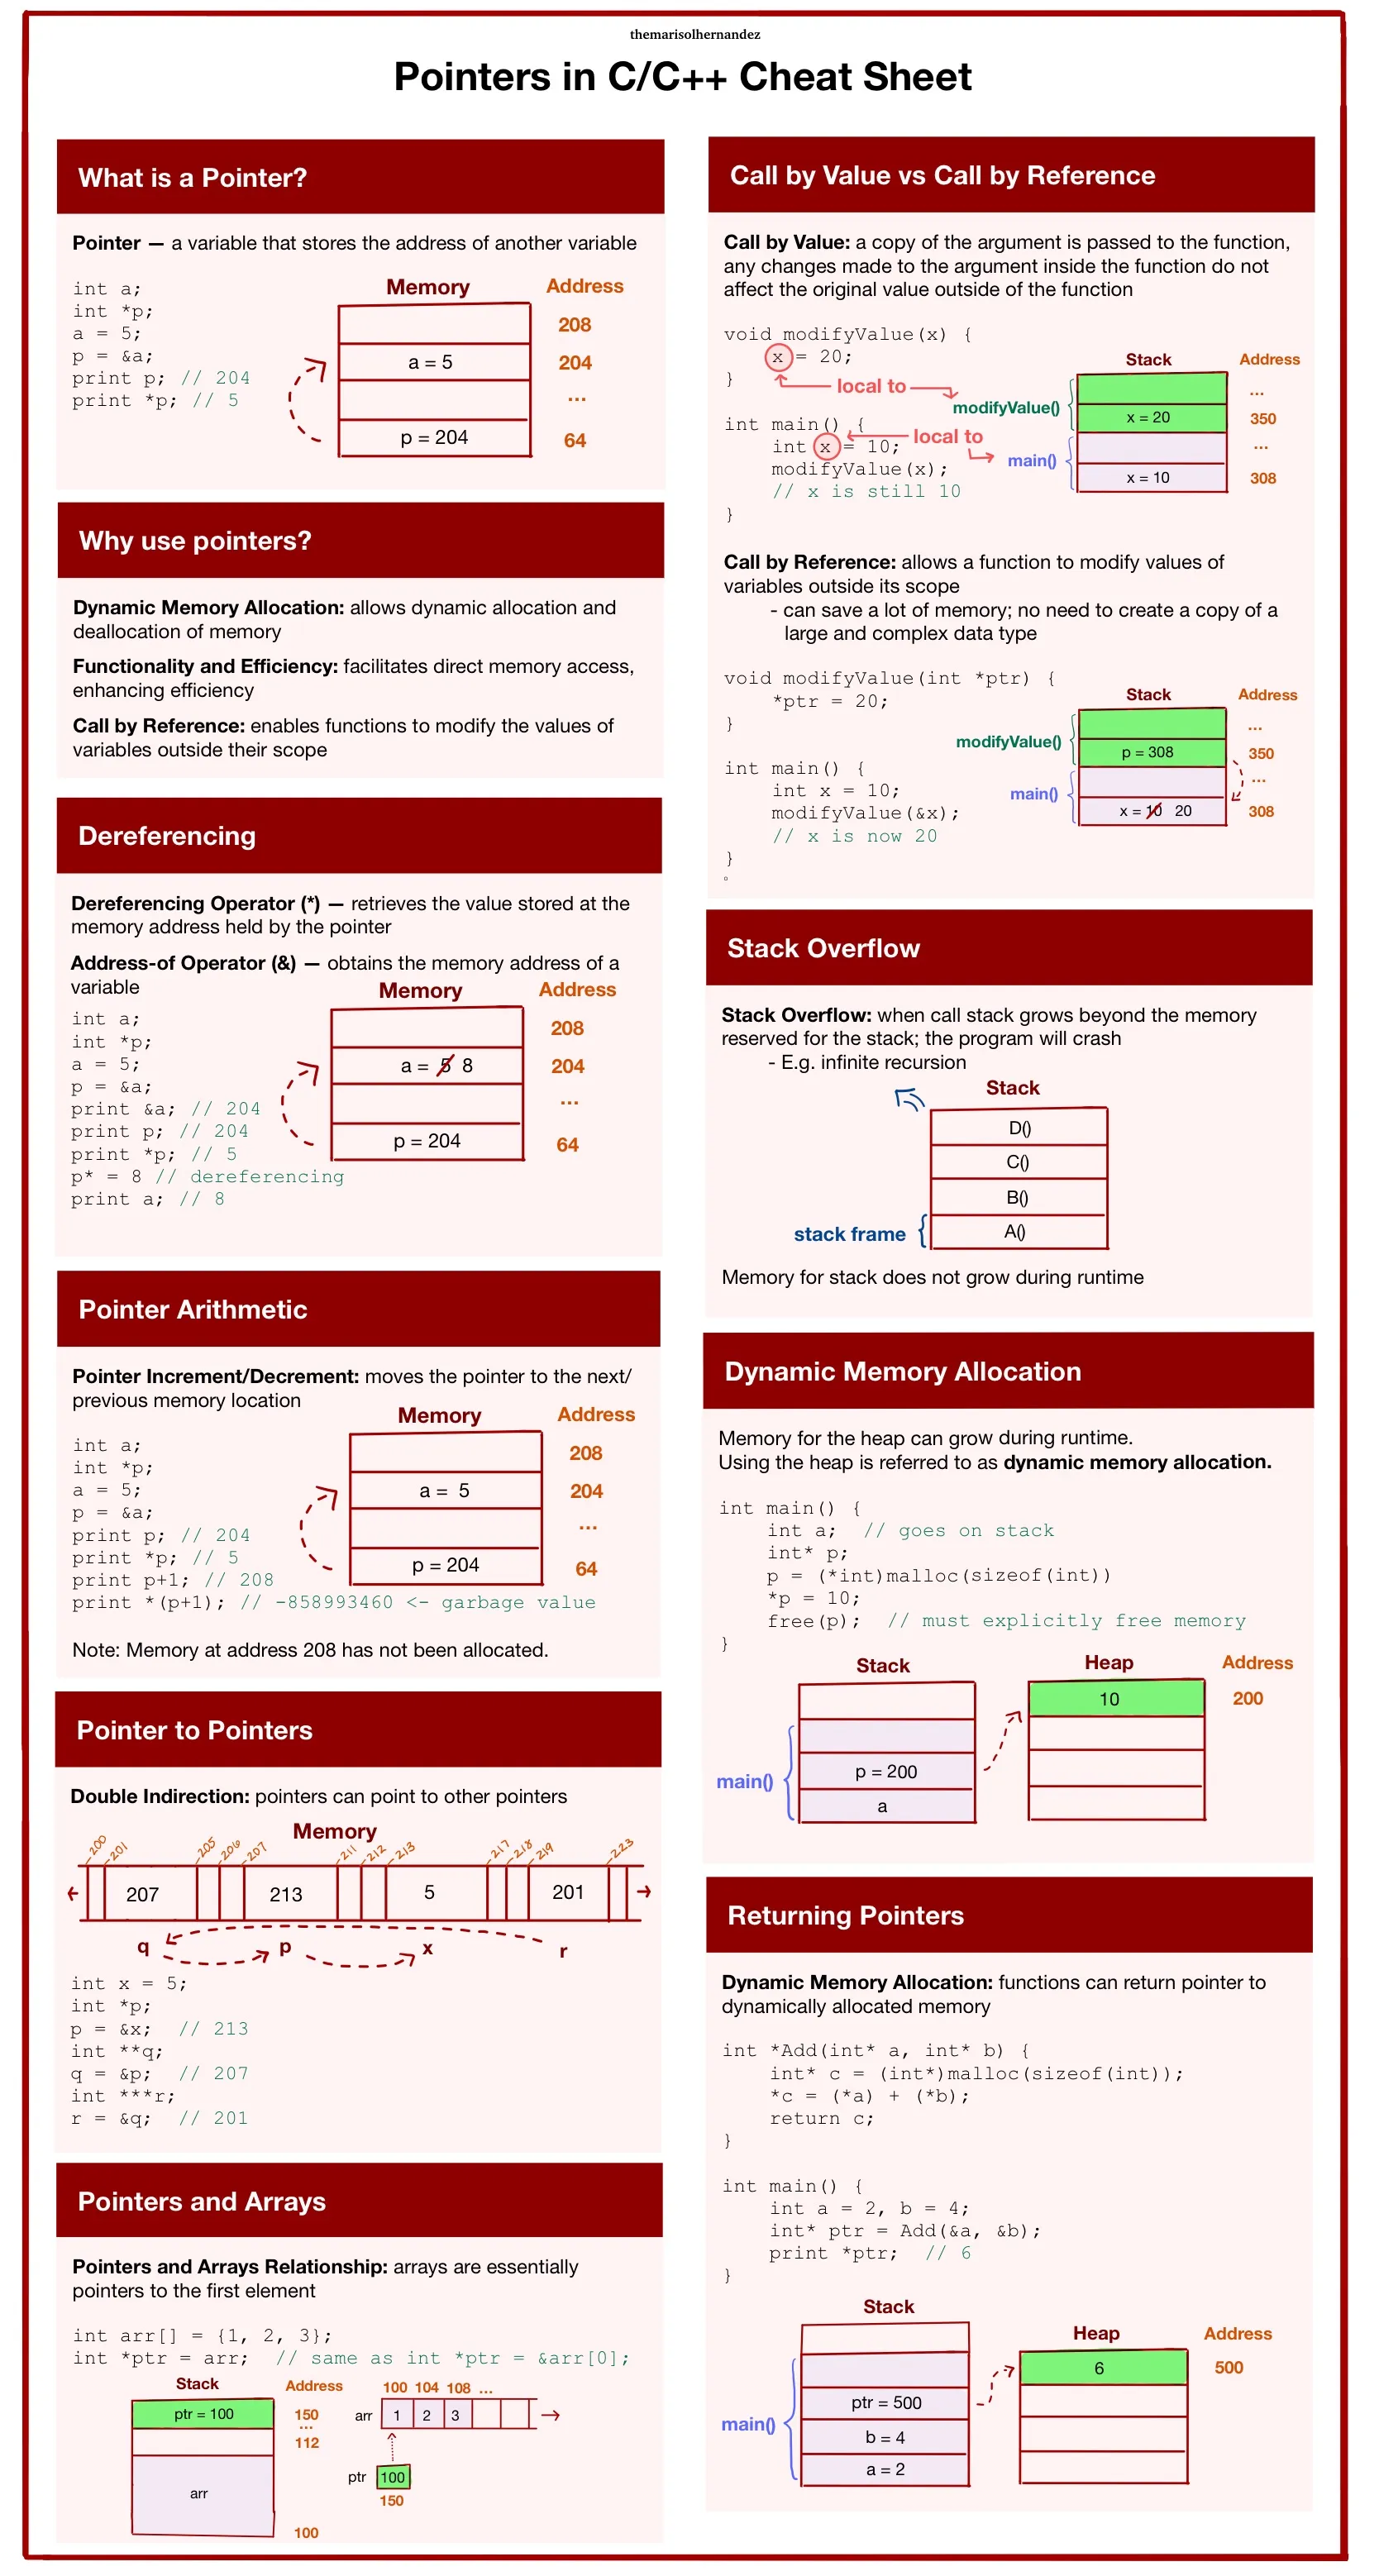 themarisolhernandez
Pointers in C/C++ Cheat Sheet
What is a Pointer?
Pointer — a variable that stores the address of another variable
int a;
int *p;
a = 5;
p = &a;
print p; // 204
print *p; // 5
Memory
Address
208
a = 5
204
...
p = 204
64
Why use pointers?
Dynamic Memory Allocation: allows dynamic allocation and
deallocation of memory
Functionality and Efficiency: facilitates direct memory access,
enhancing efficiency
Call by Reference: enables functions to modify the values of
variables outside their scope
Dereferencing
Dereferencing Operator (*) — retrieves the value stored at the
memory address held by the pointer
Address-of Operator (&) — obtains the memory address of a
variable
int a;
int *p;
a = 5;
p = &a;
print &a; // 204
print p; // 204
print *p; // 5
p* = 8 // dereferencing
print a; // 8
Memory
Address
208
a = 5 8
204
...
p = 204
64
Pointer Arithmetic
Pointer Increment/Decrement: moves the pointer to the next/
previous memory location
int a;
int *p;
a = 5;
p = &a;
print p; // 204
print *p; // 5
print p+1; // 208
print *(p+1); // -858993460 <- garbage value
Memory
Address
208
a = 5
204
...
p = 204
64
Note: Memory at address 208 has not been allocated.
Pointer to Pointers
Double Indirection: pointers can point to other pointers
Memory
200 201 205 206 207 211 212 213 217 218 219 223
207 213 5 201
q p x r
int x = 5;
int *p;
p = &x; // 213
int **q;
q = &p; // 207
int ***r;
r = &q; // 201
Pointers and Arrays
Pointers and Arrays Relationship: arrays are essentially
pointers to the first element
int arr[] = {1, 2, 3};
int *ptr = arr; // same as int *ptr = &arr[0];
Stack
Address
ptr = 100
150
...
112
arr
100
100 104 108 ...
arr 1 2 3
ptr 100
150
Call by Value vs Call by Reference
Call by Value: a copy of the argument is passed to the function,
any changes made to the argument inside the function do not
affect the original value outside of the function
void modifyValue(x) {
x = 20;
}
local to
int main() {
int x = 10;
local to
modifyValue(x);
// x is still 10
}
Stack
Address
...
modifyValue()
x = 20
350
...
main()
x = 10
308
Call by Reference: allows a function to modify values of
variables outside its scope
- can save a lot of memory; no need to create a copy of a
large and complex data type
void modifyValue(int *ptr) {
*ptr = 20;
}
int main() {
int x = 10;
modifyValue(&x);
// x is now 20
}
Stack
Address
...
modifyValue()
p = 308
350
...
main()
x = 10 20
308
Stack Overflow
Stack Overflow: when call stack grows beyond the memory
reserved for the stack; the program will crash
- E.g. infinite recursion
Stack
D()
C()
B()
stack frame
A()
Memory for stack does not grow during runtime
Dynamic Memory Allocation
Memory for the heap can grow during runtime.
Using the heap is referred to as dynamic memory allocation.
int main() {
int a; // goes on stack
int* p;
p = (*int)malloc(sizeof(int))
*p = 10;
free(p); // must explicitly free memory
}
Stack
Heap
Address
10
200
main()
p = 200
a
Returning Pointers
Dynamic Memory Allocation: functions can return pointer to
dynamically allocated memory
int *Add(int* a, int* b) {
int* c = (int*)malloc(sizeof(int));
*c = (*a) + (*b);
return c;
}
int main() {
int a = 2, b = 4;
int* ptr = Add(&a, &b);
print *ptr; // 6
}
Stack
Heap
Address
6
500
main()
ptr = 500
b = 4
a = 2